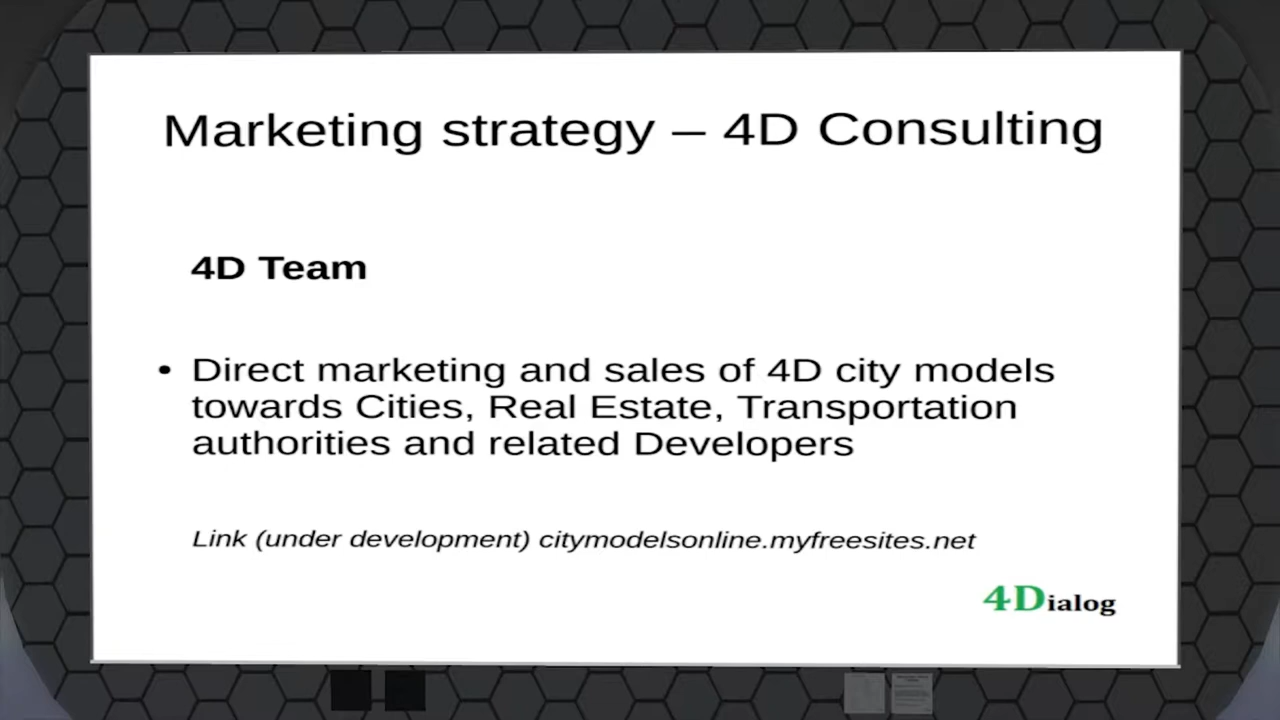 Marketing strategy – 4D Consulting
4D Team
• Direct marketing and sales of 4D city models
towards Cities, Real Estate, Transportation
authorities and related Developers
Link (under development) citymodelsonline.myfreesites.net
4Dialog